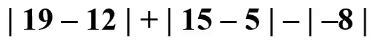 | 19 – 12 | + | 15 – 5 | – | –8 |